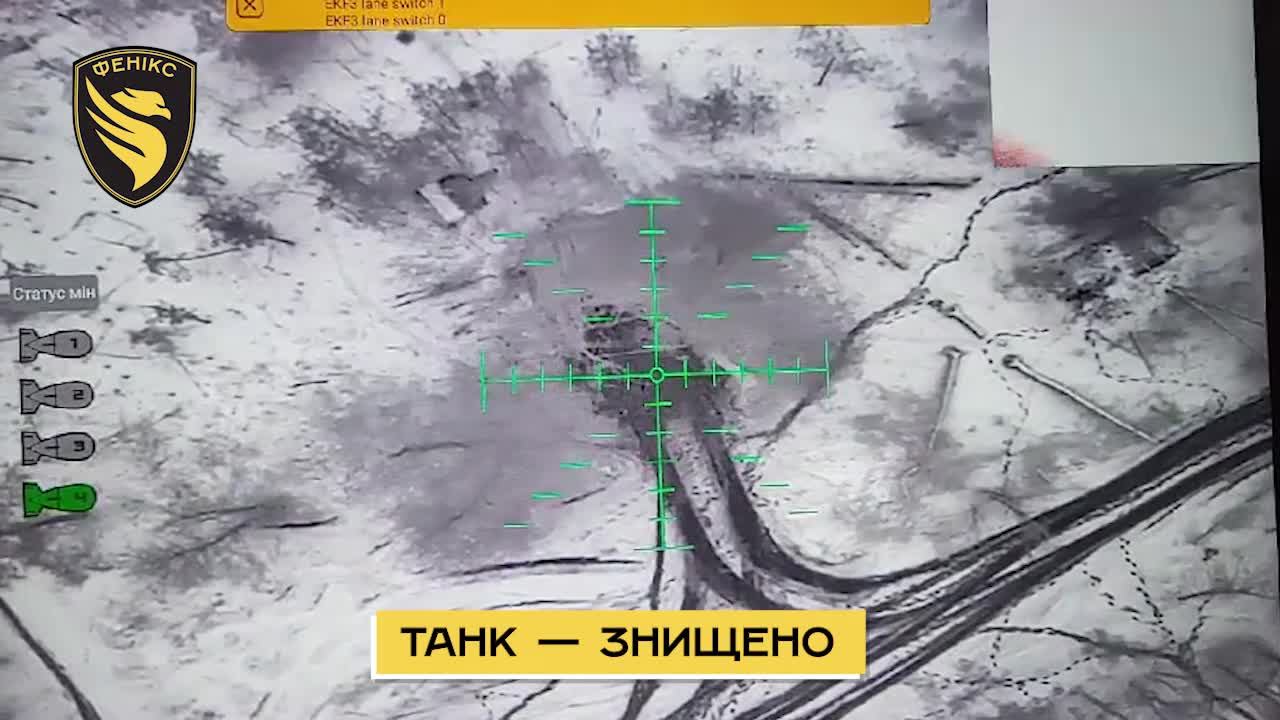 EKF3 lane switch 1
EKF3 lane switch 0
ФЕНІКС
Статус мін
1
2
3
4
ТАНК — ЗНИЩЕНО